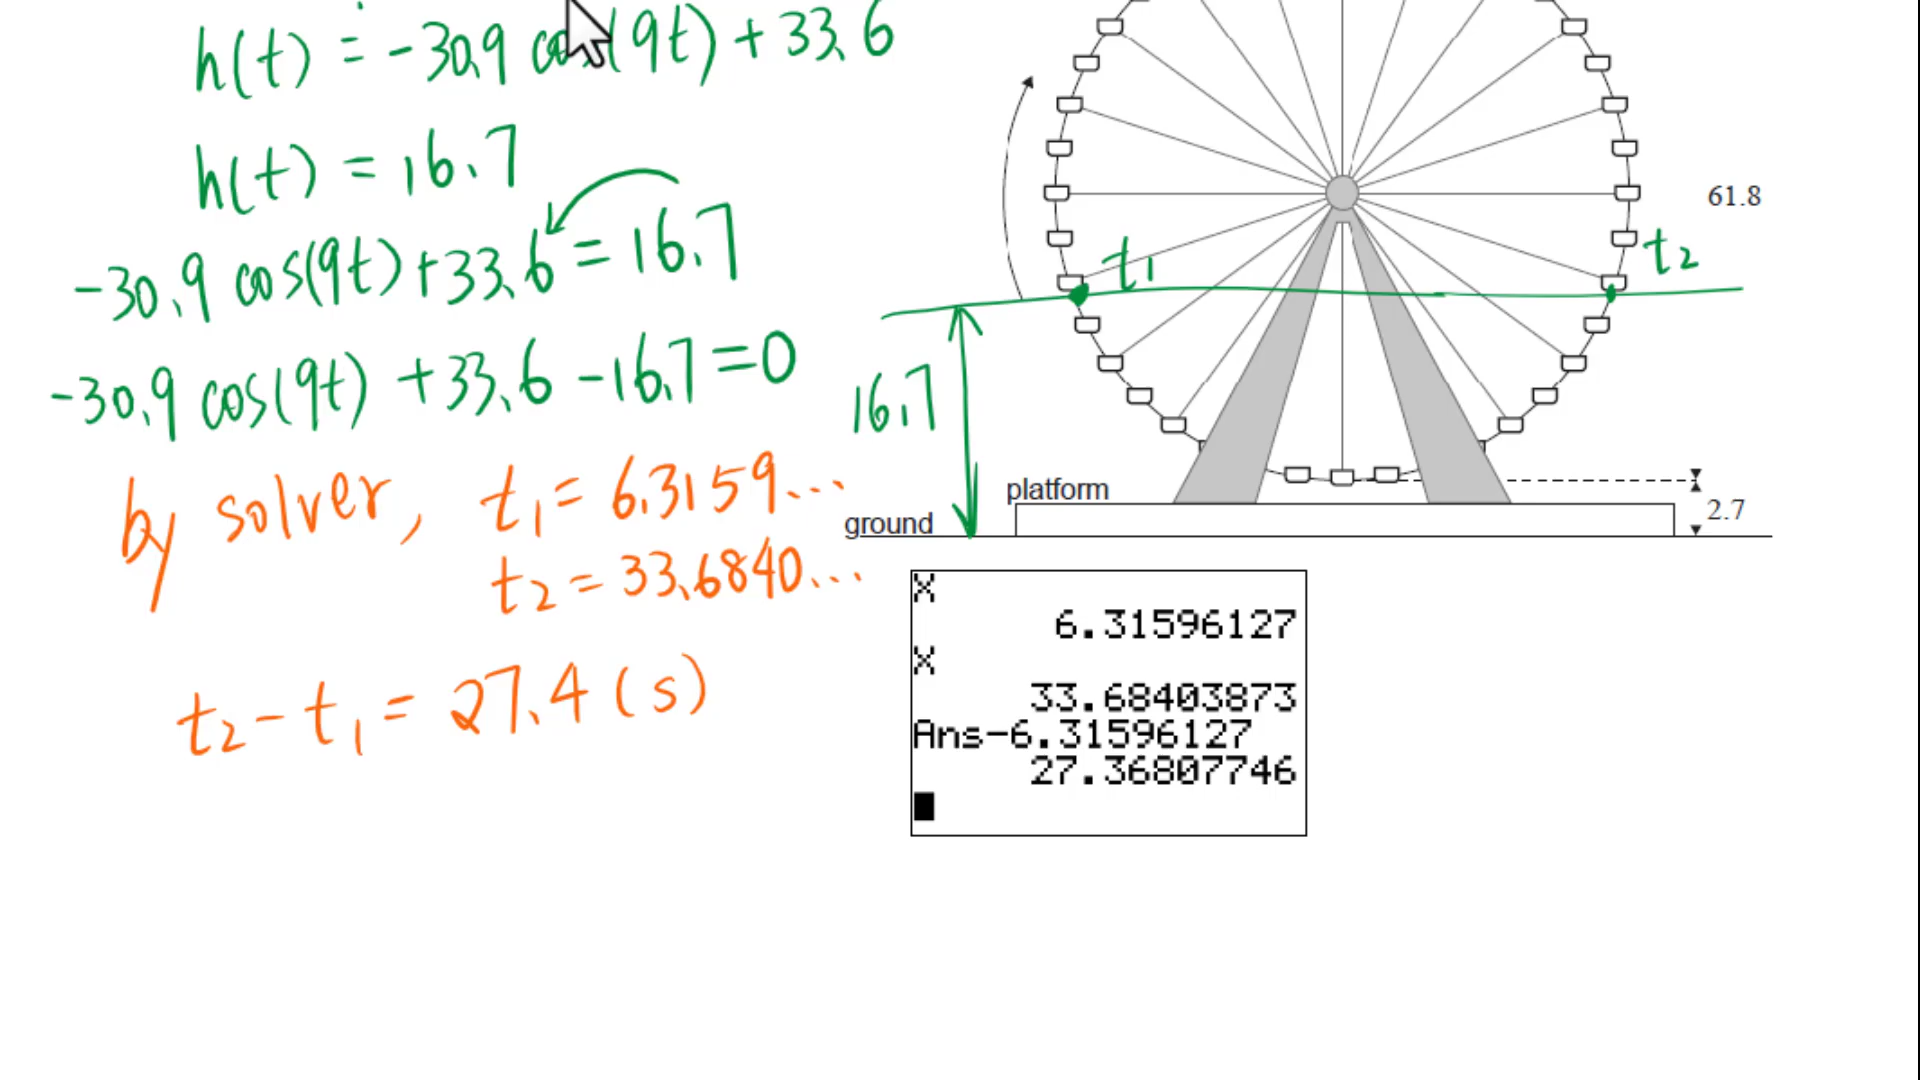 h(t) = -30.9 cos(9t) + 33.6
h(t) = 16.7
-30.9 cos(9t) + 33.6 = 16.7
-30.9 cos(9t) + 33.6 - 16.7 = 0
by solver, t₁ = 6.3159...
t₂ = 33.6840...
t₂ - t₁ = 27.4 (s)
61.8
t₁
t₂
16.7
platform
ground
2.7
X
6.31596127
X
33.68403873
Ans-6.31596127
27.36807746